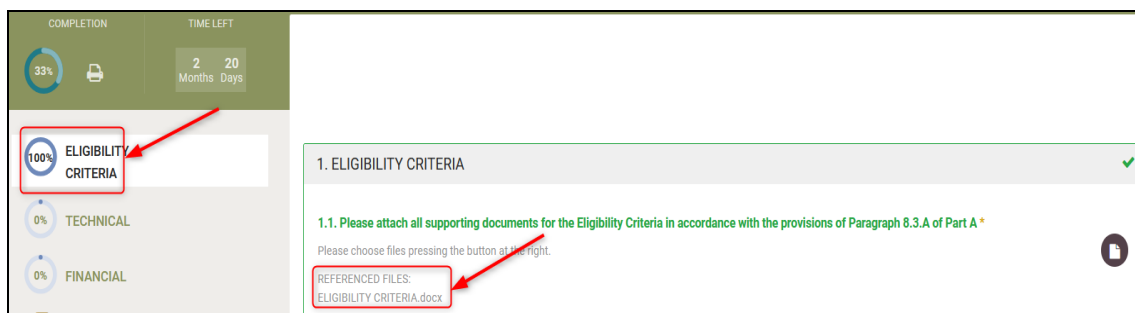 COMPLETION
TIME LEFT
33%
2 20
Months Days
100%
ELIGIBILITY
CRITERIA
0%
TECHNICAL
0%
FINANCIAL
1. ELIGIBILITY CRITERIA
1.1. Please attach all supporting documents for the Eligibility Criteria in accordance with the provisions of Paragraph 8.3.A of Part A *
Please choose files pressing the button at the right.
REFERENCED FILES:
ELIGIBILITY CRITERIA.docx